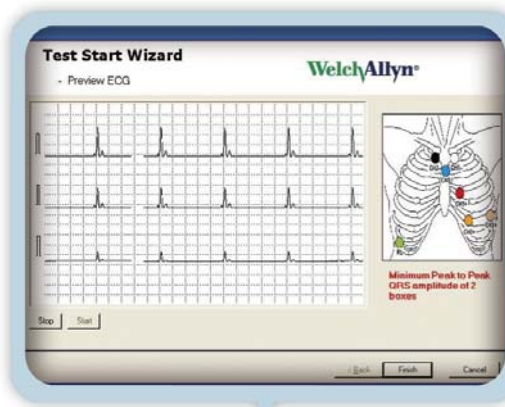 Test Start Wizard
WelchAllyn®
- Preview ECG
Minimum Peak to Peak
QRS amplitude of 2
boxes
Stop
Start
< Back
Finish
Cancel